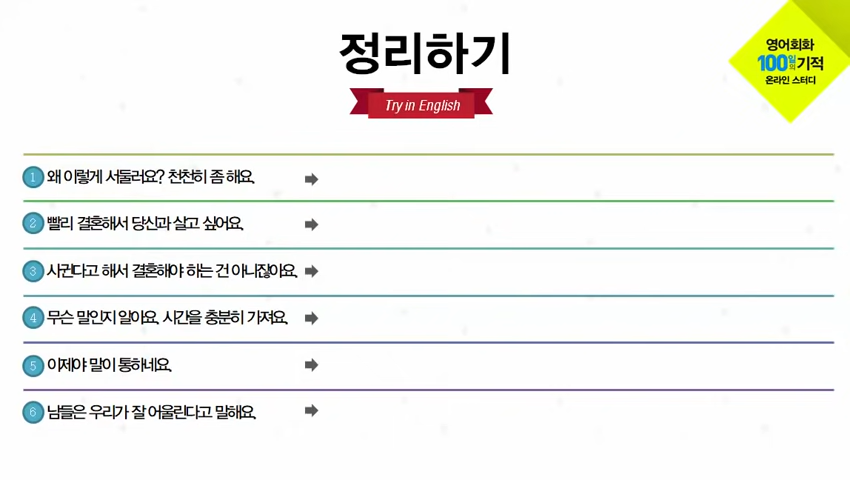 정리하기
Try in English
영어회화
100일의기적
온라인 스터디
1 왜 이렇게 서둘러요? 천천히 좀 해요.
2 빨리 결혼해서 당신과 살고 싶어요.
3 사귄다고 해서 결혼해야 하는 건 아니잖아요.
4 무슨 말인지 알아요. 시간을 충분히 가져요.
5 이제야 말이 통하네요.
6 남들은 우리가 잘 어울린다고 말해요.